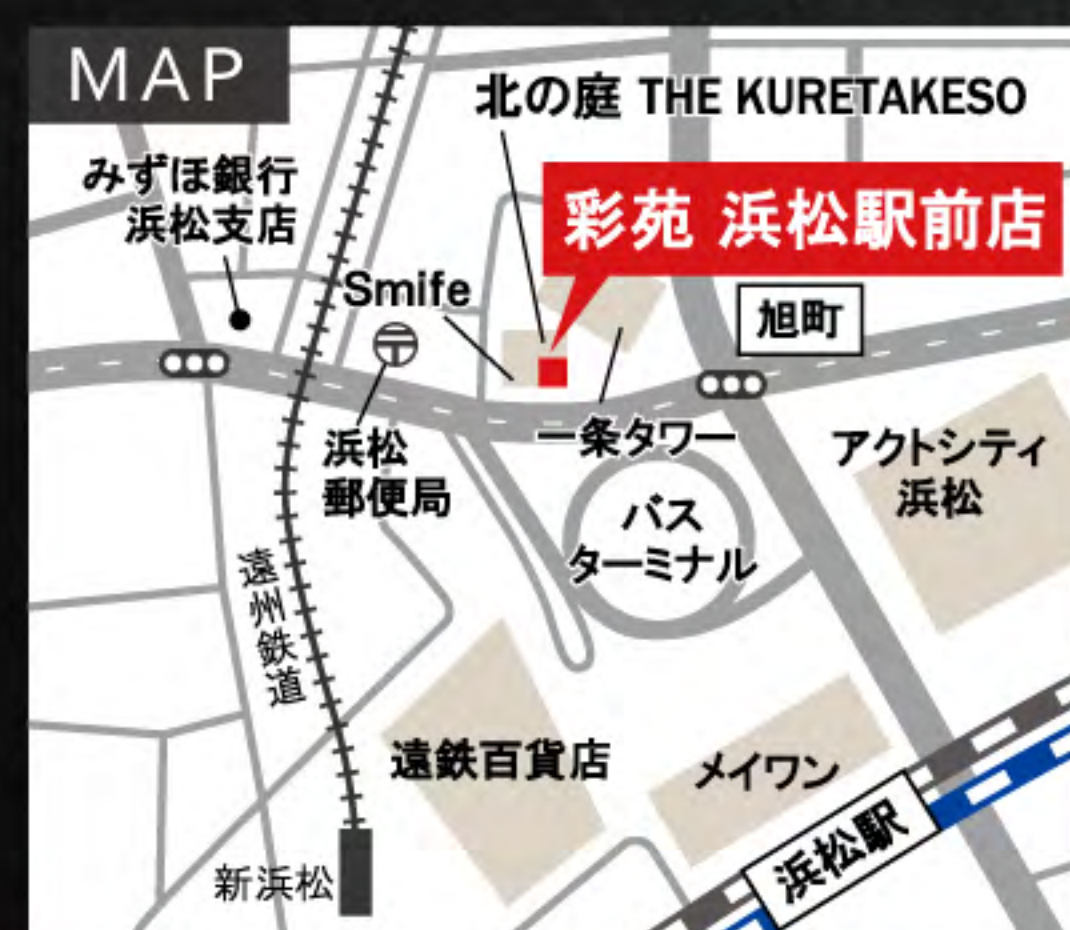 MAP
北の庭 THE KURETAKESO
みずほ銀行
浜松支店
彩苑 浜松駅前店
Smife
旭町
浜松
郵便局
一条タワー
アクトシティ
浜松
バス
ターミナル
遠州鉄道
遠鉄百貨店
メイワン
浜松駅
新浜松